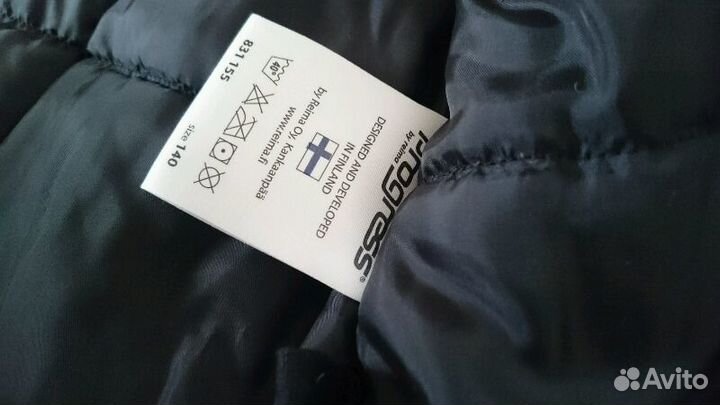 progress®
by reima
DESIGNED AND DEVELOPED
IN FINLAND
by Reima Oy, Kankaanpää
www.reima.fi
40°
831155
size 140
Avito